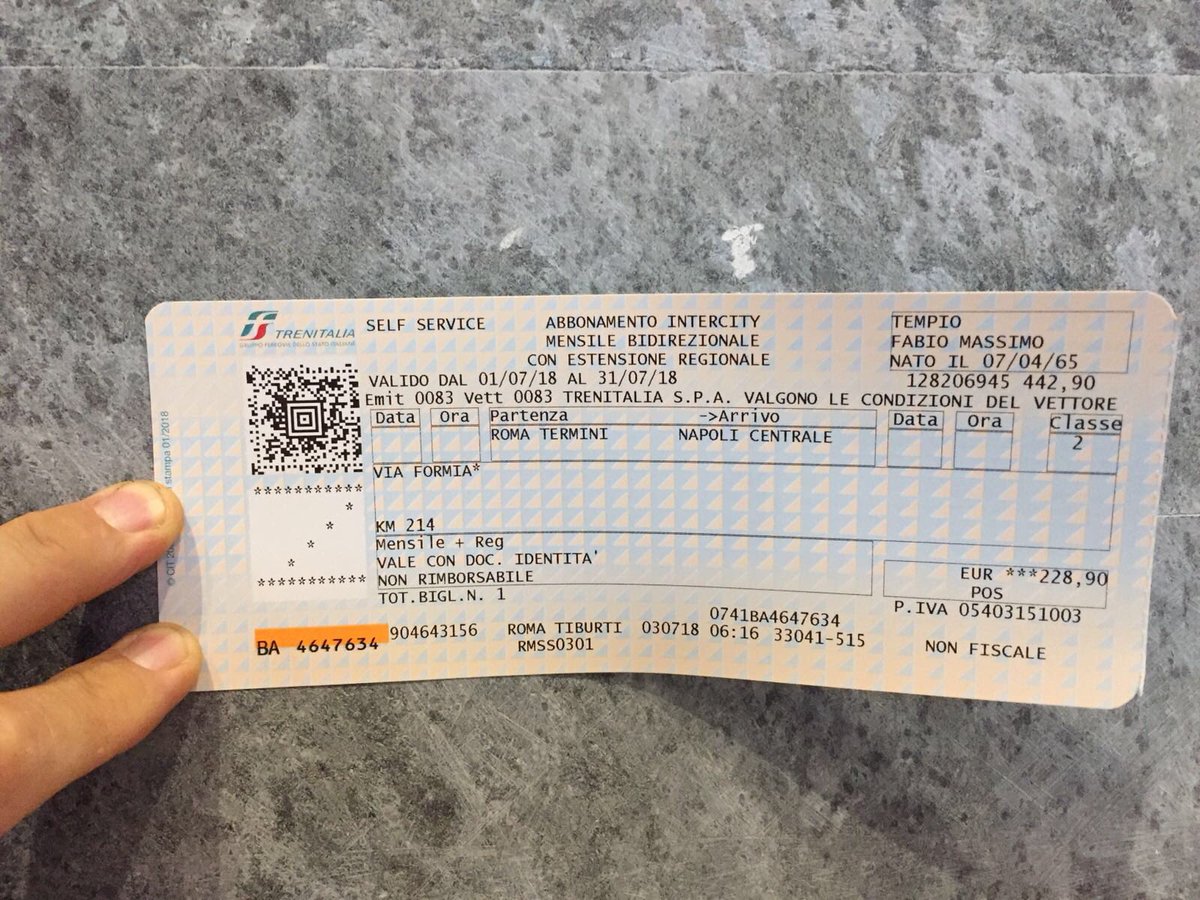 TRENITALIA
GRUPPO FERROVIE DELLO STATO ITALIANE
SELF SERVICE
ABBONAMENTO INTERCITY
MENSILE BIDIREZIONALE
CON ESTENSIONE REGIONALE
TEMPIO
FABIO MASSIMO
NATO IL 07/04/65
VALIDO DAL 01/07/18 AL 31/07/18
128206945 442,90
Emit 0083 Vett 0083 TRENITALIA S.P.A. VALGONO LE CONDIZIONI DEL VETTORE
Data Ora Partenza ->Arrivo Data Ora Classe
ROMA TERMINI NAPOLI CENTRALE 2
VIA FORMIA*
***********
*
*
*
*
************
KM 214
Mensile + Reg
VALE CON DOC. IDENTITA'
NON RIMBORSABILE
TOT.BIGL.N. 1
EUR ***228,90
POS
P.IVA 05403151003
0741BA4647634
BA 4647634 904643156 ROMA TIBURTI 030718 06:16 33041-515
RMSS0301
NON FISCALE
stampa 01/2018
© CIT